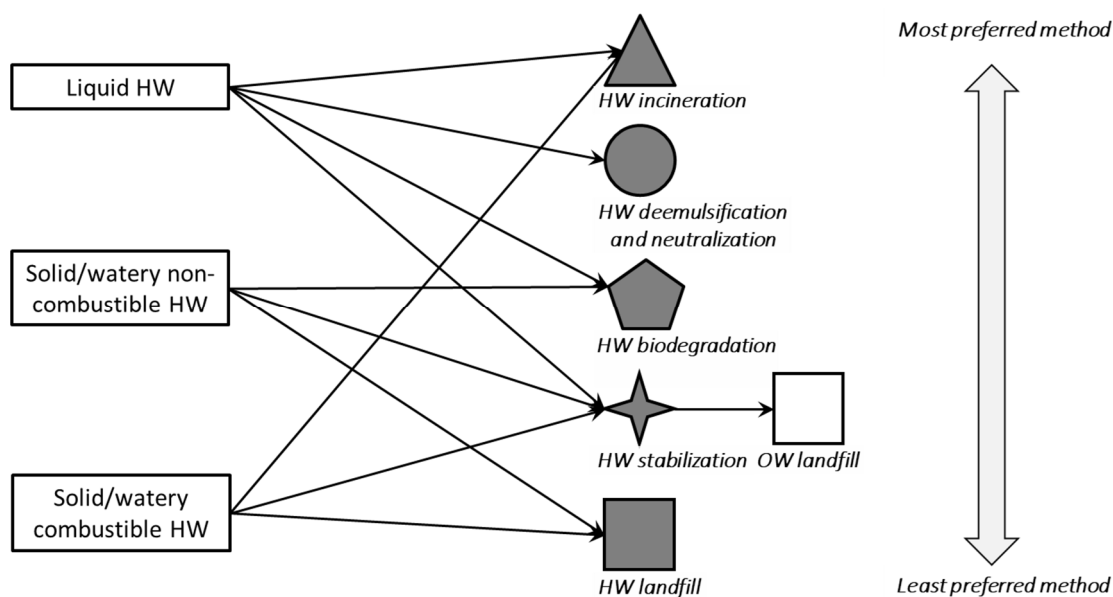 Most preferred method
Liquid HW
HW incineration
HW deemulsification
and neutralization
Solid/watery non-
combustible HW
HW biodegradation
HW stabilization
OW landfill
Solid/watery
combustible HW
HW landfill
Least preferred method